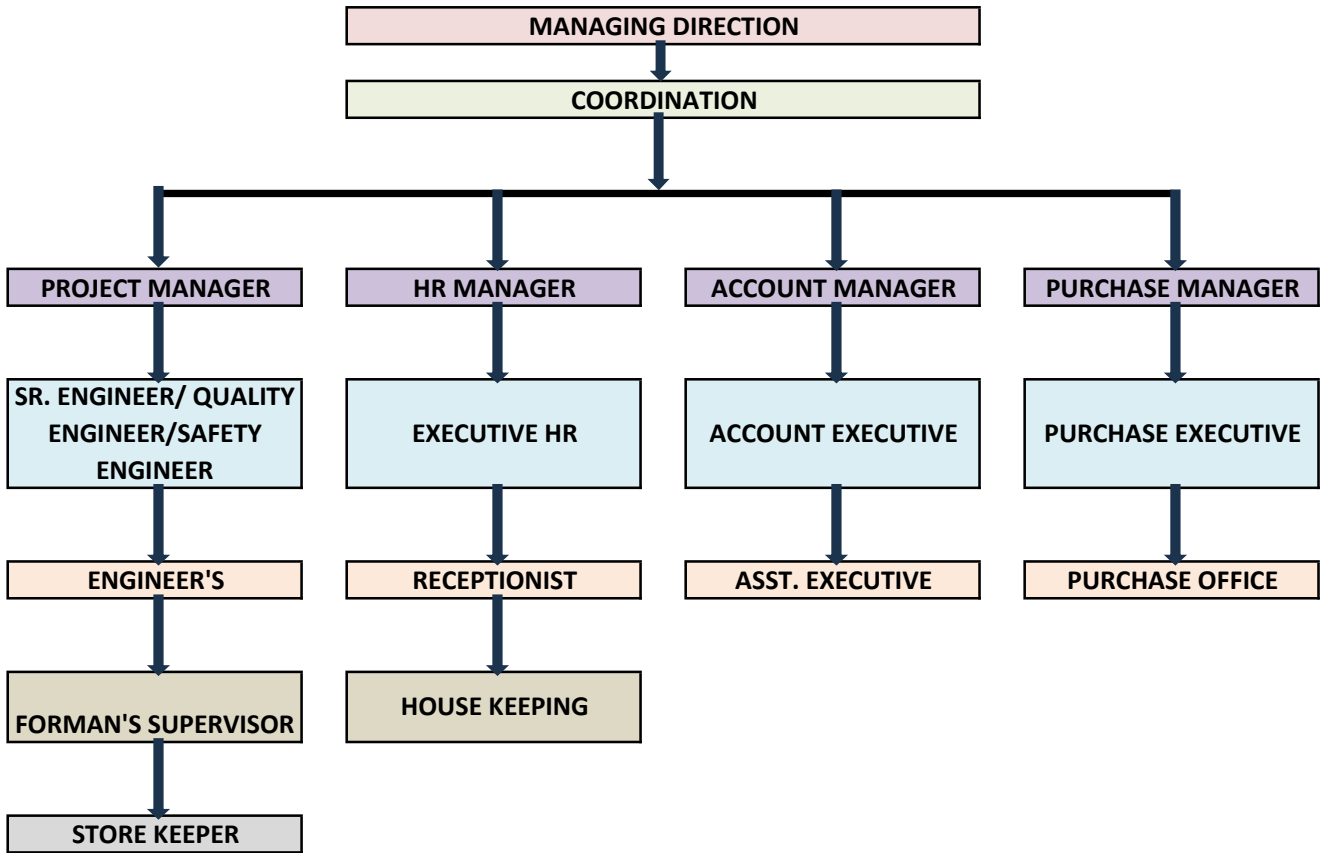 MANAGING DIRECTION
COORDINATION
PROJECT MANAGER
HR MANAGER
ACCOUNT MANAGER
PURCHASE MANAGER
SR. ENGINEER/ QUALITY
ENGINEER/SAFETY
ENGINEER
EXECUTIVE HR
ACCOUNT EXECUTIVE
PURCHASE EXECUTIVE
ENGINEER'S
RECEPTIONIST
ASST. EXECUTIVE
PURCHASE OFFICE
FORMAN'S SUPERVISOR
HOUSE KEEPING
STORE KEEPER